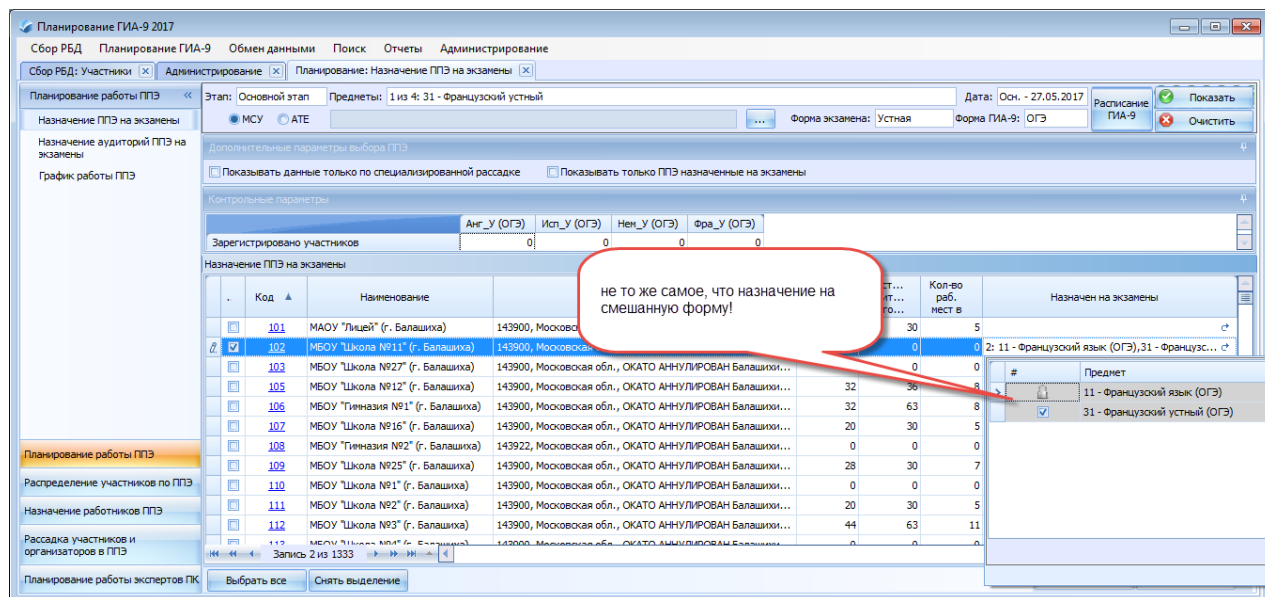 Планирование ГИА-9 2017
Сбор РБД Планирование ГИА-9 Обмен данными Поиск Отчеты Администрирование
Сбор РБД: Участники Администрирование Планирование: Назначение ППЭ на экзамены
Планирование работы ППЭ
Назначение ППЭ на экзамены
Назначение аудиторий ППЭ на
экзамены
График работы ППЭ
Планирование работы ППЭ
Распределение участников по ППЭ
Назначение работников ППЭ
Рассадка участников и
организаторов в ППЭ
Планирование работы экспертов ПК
Этап: Основной этап Предметы: 1 из 4: 31 - Французский устный Дата: Осн. - 27.05.2017
МСУ АТЕ ... Форма экзамена: Устная Форма ГИА-9: ОГЭ
Расписание
ГИА-9
Показать
Очистить
Дополнительные параметры выбора ППЭ
Показывать данные только по специализированной рассадке Показывать только ППЭ назначенные на экзамены
Контрольные параметры
Анг_У (ОГЭ) Исп_У (ОГЭ) Нем_У (ОГЭ) Фра_У (ОГЭ)
Зарегистрировано участников 0 0 0 0
Назначение ППЭ на экзамены
не то же самое, что назначение на
смешанную форму!
. Код Наименование
Кол-во
раб.
мест в
Назначен на экзамены
101 МАОУ "Лицей" (г. Балашиха) 143900, Московс 30 5
102 МБОУ "Школа №11" (г. Балашиха) 143900, Московская 0 0 2: 11 - Французский язык (ОГЭ),31 - Французс...
103 МБОУ "Школа №27" (г. Балашиха) 143900, Московская обл., ОКАТО АННУЛИРОВАН Балашихи... 0 0
105 МБОУ "Школа №12" (г. Балашиха) 143900, Московская обл., ОКАТО АННУЛИРОВАН Балашихи... 32 36 8
106 МБОУ "Гимназия №1" (г. Балашиха) 143900, Московская обл., ОКАТО АННУЛИРОВАН Балашихи... 32 63 8
107 МБОУ "Школа №16" (г. Балашиха) 143900, Московская обл., ОКАТО АННУЛИРОВАН Балашихи... 20 30 5
108 МБОУ "Гимназия №2" (г. Балашиха) 143922, Московская обл., ОКАТО АННУЛИРОВАН Балашихи... 0 0 0
109 МБОУ "Школа №25" (г. Балашиха) 143900, Московская обл., ОКАТО АННУЛИРОВАН Балашихи... 28 30 7
110 МБОУ "Школа №1" (г. Балашиха) 143900, Московская обл., ОКАТО АННУЛИРОВАН Балашихи... 0 0 0
111 МБОУ "Школа №2" (г. Балашиха) 143900, Московская обл., ОКАТО АННУЛИРОВАН Балашихи... 20 30 5
112 МБОУ "Школа №3" (г. Балашиха) 143900, Московская обл., ОКАТО АННУЛИРОВАН Балашихи... 44 63 11
# Предмет
11 - Французский язык (ОГЭ)
31 - Французский устный (ОГЭ)
Запись 2 из 1333
Выбрать все Снять выделение